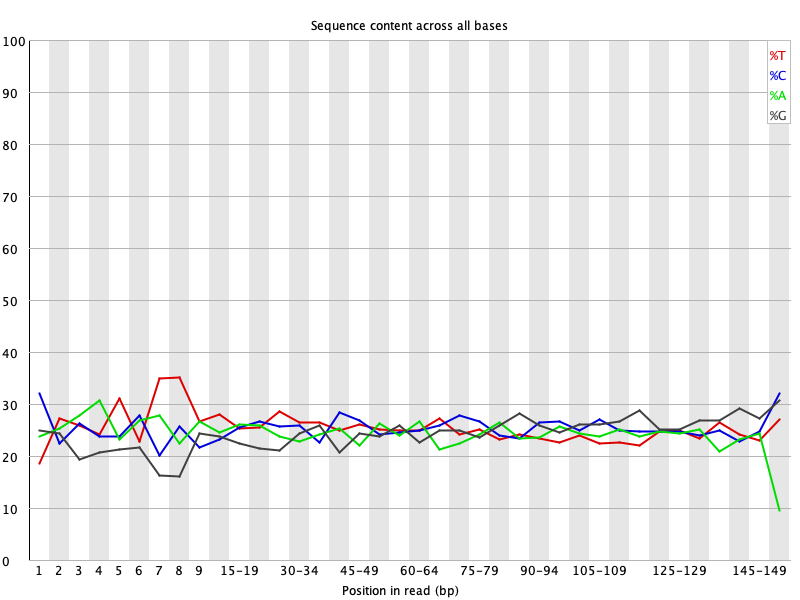 Sequence content across all bases
100
90
80
70
60
50
40
30
20
10
0
%T
%C
%A
%G
1 2 3 4 5 6 7 8 9 15-19 30-34 45-49 60-64 75-79 90-94 105-109 125-129 145-149
Position in read (bp)